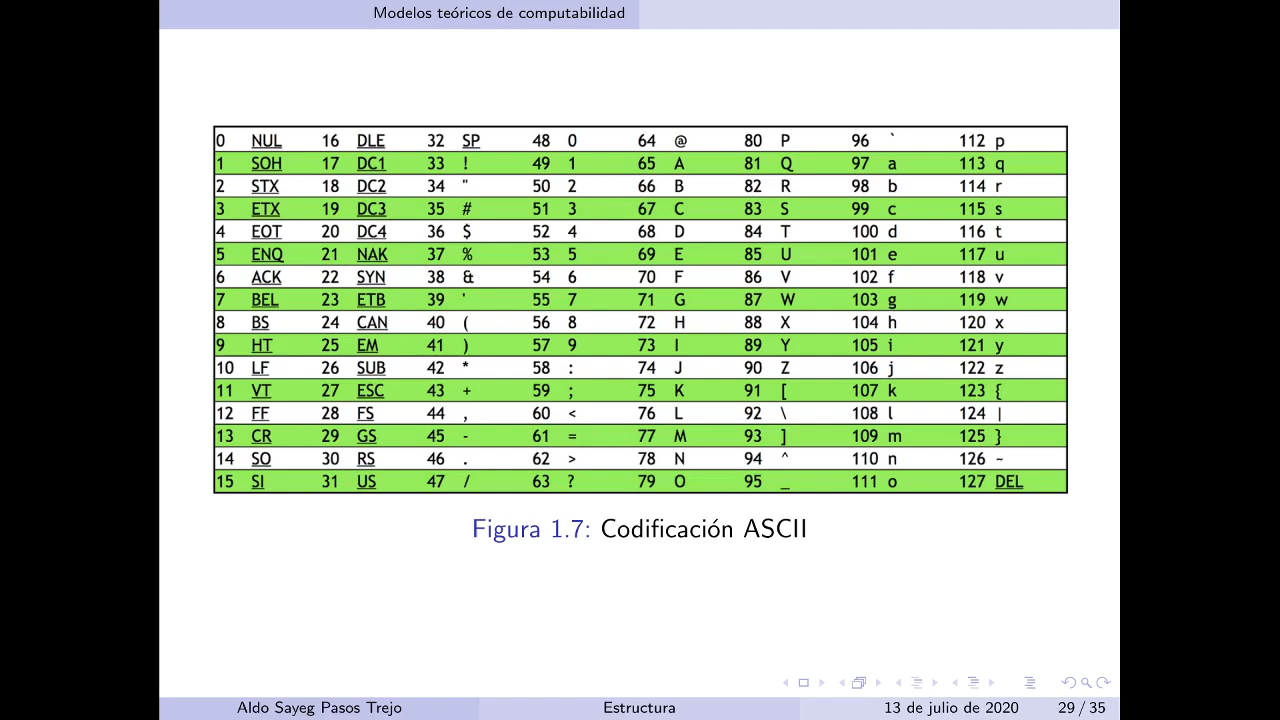 Modelos teóricos de computabilidad
0 NUL 16 DLE 32 SP 48 0 64 @ 80 P 96 ` 112 p
1 SOH 17 DC1 33 ! 49 1 65 A 81 Q 97 a 113 q
2 STX 18 DC2 34 " 50 2 66 B 82 R 98 b 114 r
3 ETX 19 DC3 35 # 51 3 67 C 83 S 99 c 115 s
4 EOT 20 DC4 36 $ 52 4 68 D 84 T 100 d 116 t
5 ENQ 21 NAK 37 % 53 5 69 E 85 U 101 e 117 u
6 ACK 22 SYN 38 & 54 6 70 F 86 V 102 f 118 v
7 BEL 23 ETB 39 ' 55 7 71 G 87 W 103 g 119 w
8 BS 24 CAN 40 ( 56 8 72 H 88 X 104 h 120 x
9 HT 25 EM 41 ) 57 9 73 I 89 Y 105 i 121 y
10 LF 26 SUB 42 * 58 : 74 J 90 Z 106 j 122 z
11 VT 27 ESC 43 + 59 ; 75 K 91 [ 107 k 123 {
12 FF 28 FS 44 , 60 < 76 L 92 \ 108 l 124 |
13 CR 29 GS 45 - 61 = 77 M 93 ] 109 m 125 }
14 SO 30 RS 46 . 62 > 78 N 94 ^ 110 n 126 ~
15 SI 31 US 47 / 63 ? 79 O 95 _ 111 o 127 DEL
Figura 1.7: Codificación ASCII
Aldo Sayeg Pasos Trejo Estructura 13 de julio de 2020 29 / 35